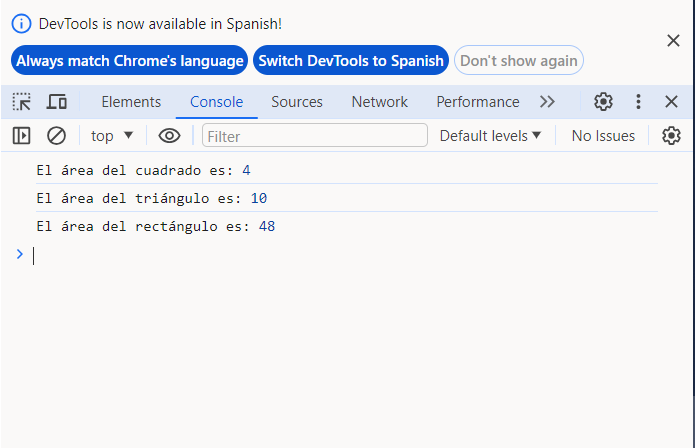 DevTools is now available in Spanish!
Always match Chrome's language Switch DevTools to Spanish Don't show again
Elements Console Sources Network Performance
top Filter Default levels No Issues
El área del cuadrado es: 4
El área del triángulo es: 10
El área del rectángulo es: 48